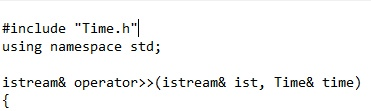 #include "Time.h"
using namespace std;
istream& operator>>(istream& ist, Time& time)
{